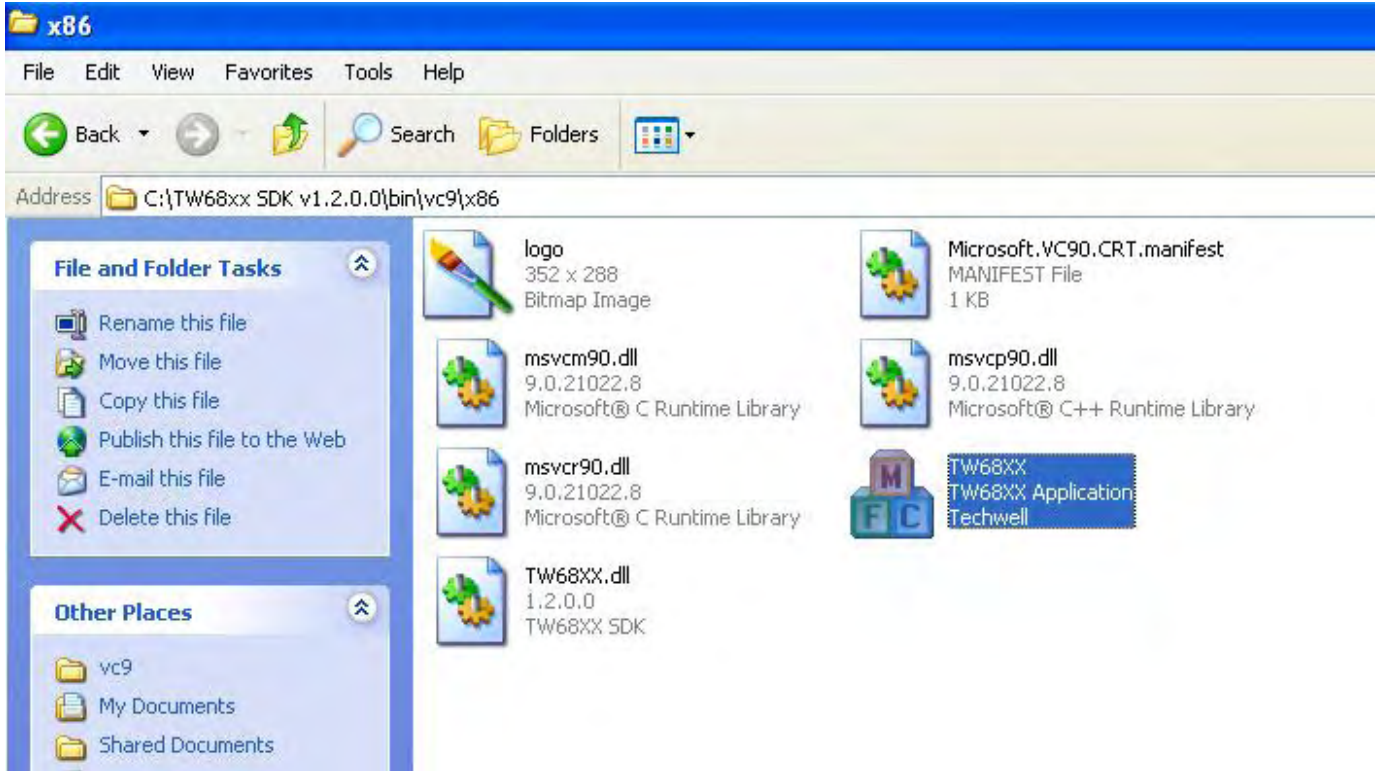 x86
File Edit View Favorites Tools Help
Back Search Folders
Address C:\TW68xx SDK v1.2.0.0\bin\vc9\x86
File and Folder Tasks
Rename this file
Move this file
Copy this file
Publish this file to the Web
E-mail this file
Delete this file
Other Places
vc9
My Documents
Shared Documents
logo
352 x 288
Bitmap Image
Microsoft.VC90.CRT.manifest
MANIFEST File
1 KB
msvcm90.dll
9.0.21022.8
Microsoft® C Runtime Library
msvcp90.dll
9.0.21022.8
Microsoft® C++ Runtime Library
msvcr90.dll
9.0.21022.8
Microsoft® C Runtime Library
M
F C
TW68XX
TW68XX Application
Techwell
TW68XX.dll
1.2.0.0
TW68XX SDK